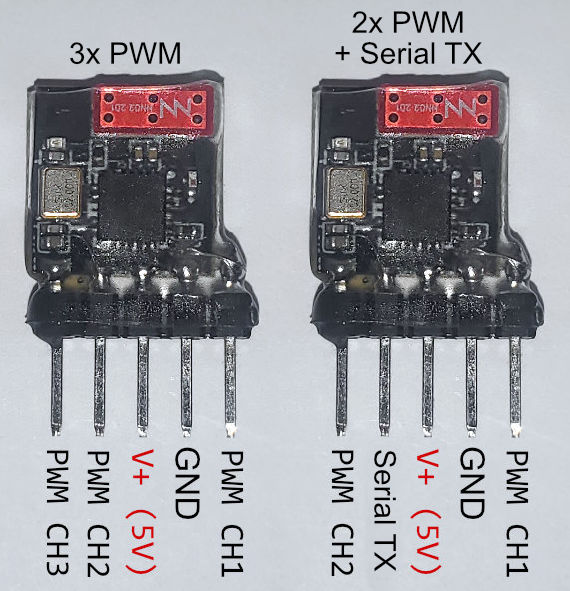 3x PWM
2x PWM
+ Serial TX
PWM CH3
PWM CH2
V+ (5V)
GND
PWM CH1
PWM CH2
Serial TX
V+ (5V)
GND
PWM CH1